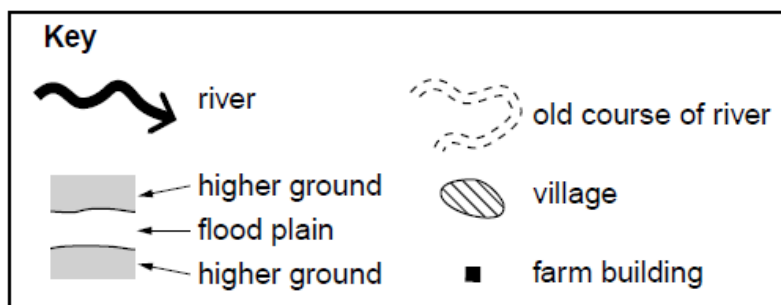 Key
river
old course of river
higher ground
flood plain
higher ground
village
farm building